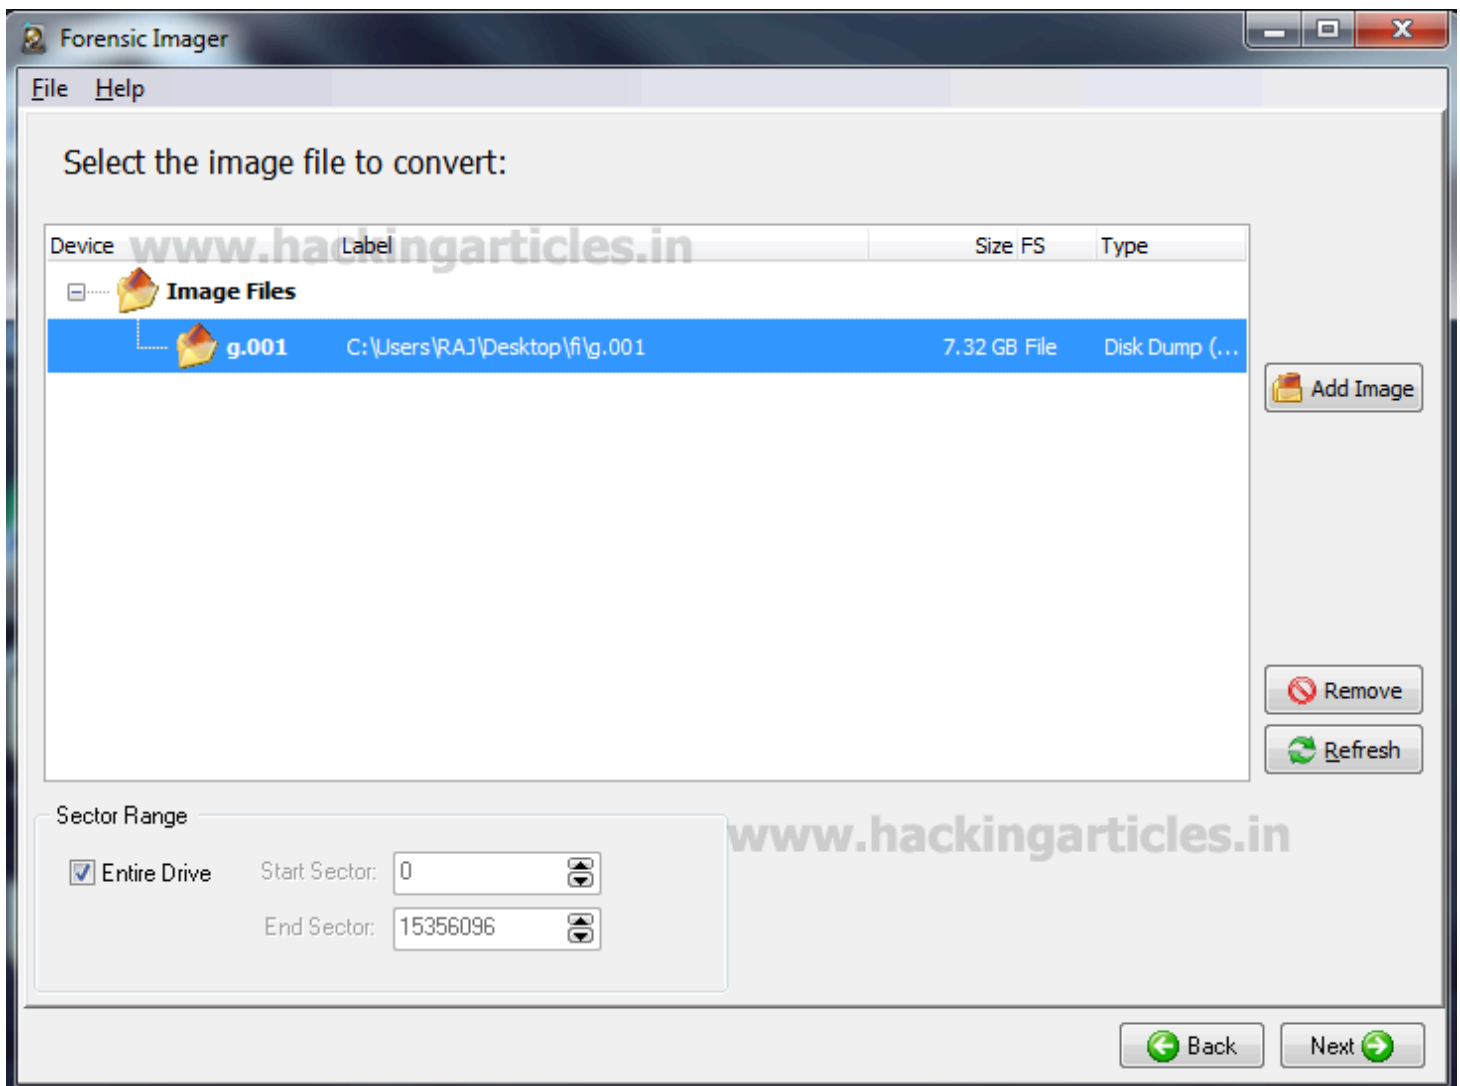 Forensic Imager
File Help
Select the image file to convert:
www.hackingarticles.in
Device Label Size FS Type
Image Files
g.001 C:\Users\RAJ\Desktop\fi\g.001 7.32 GB File Disk Dump (...
Add Image
Remove
Refresh
Sector Range
www.hackingarticles.in
Entire Drive Start Sector: 0
End Sector: 15356096
Back Next